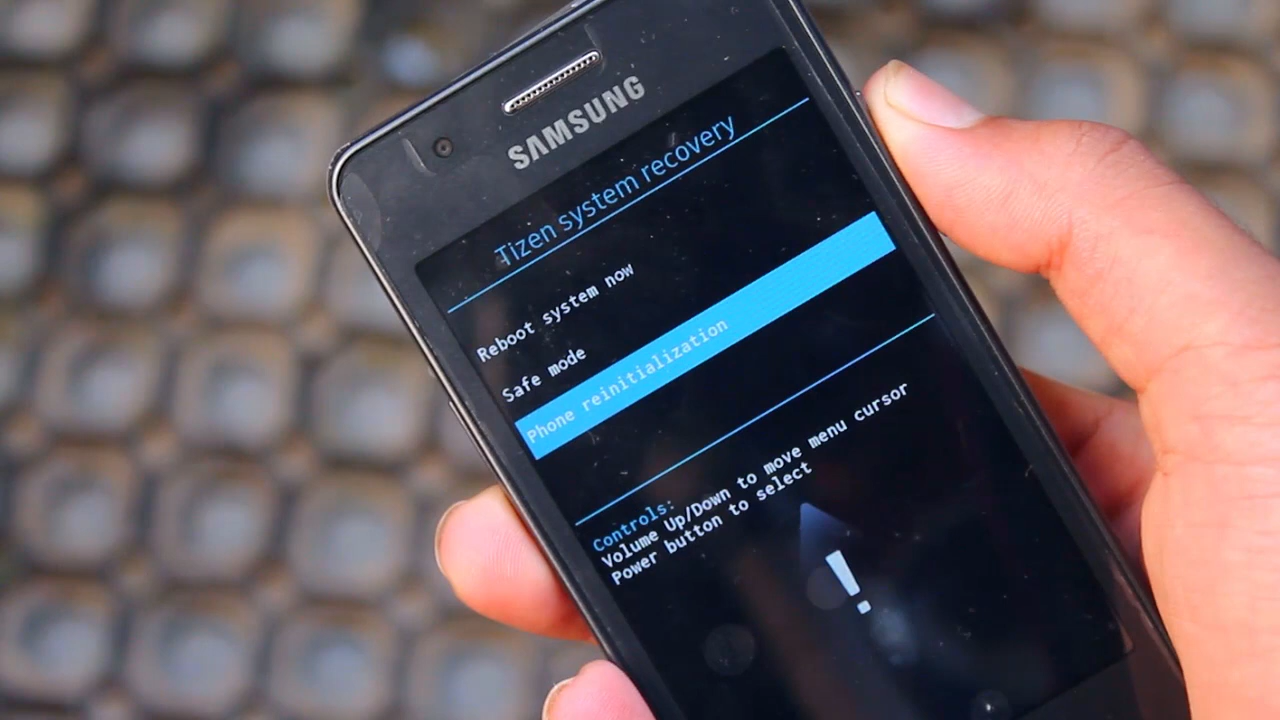 SAMSUNG
Tizen system recovery
Reboot system now
Safe mode
Phone reinitialization
Controls:
Volume Up/Down to move menu cursor
Power button to select
!